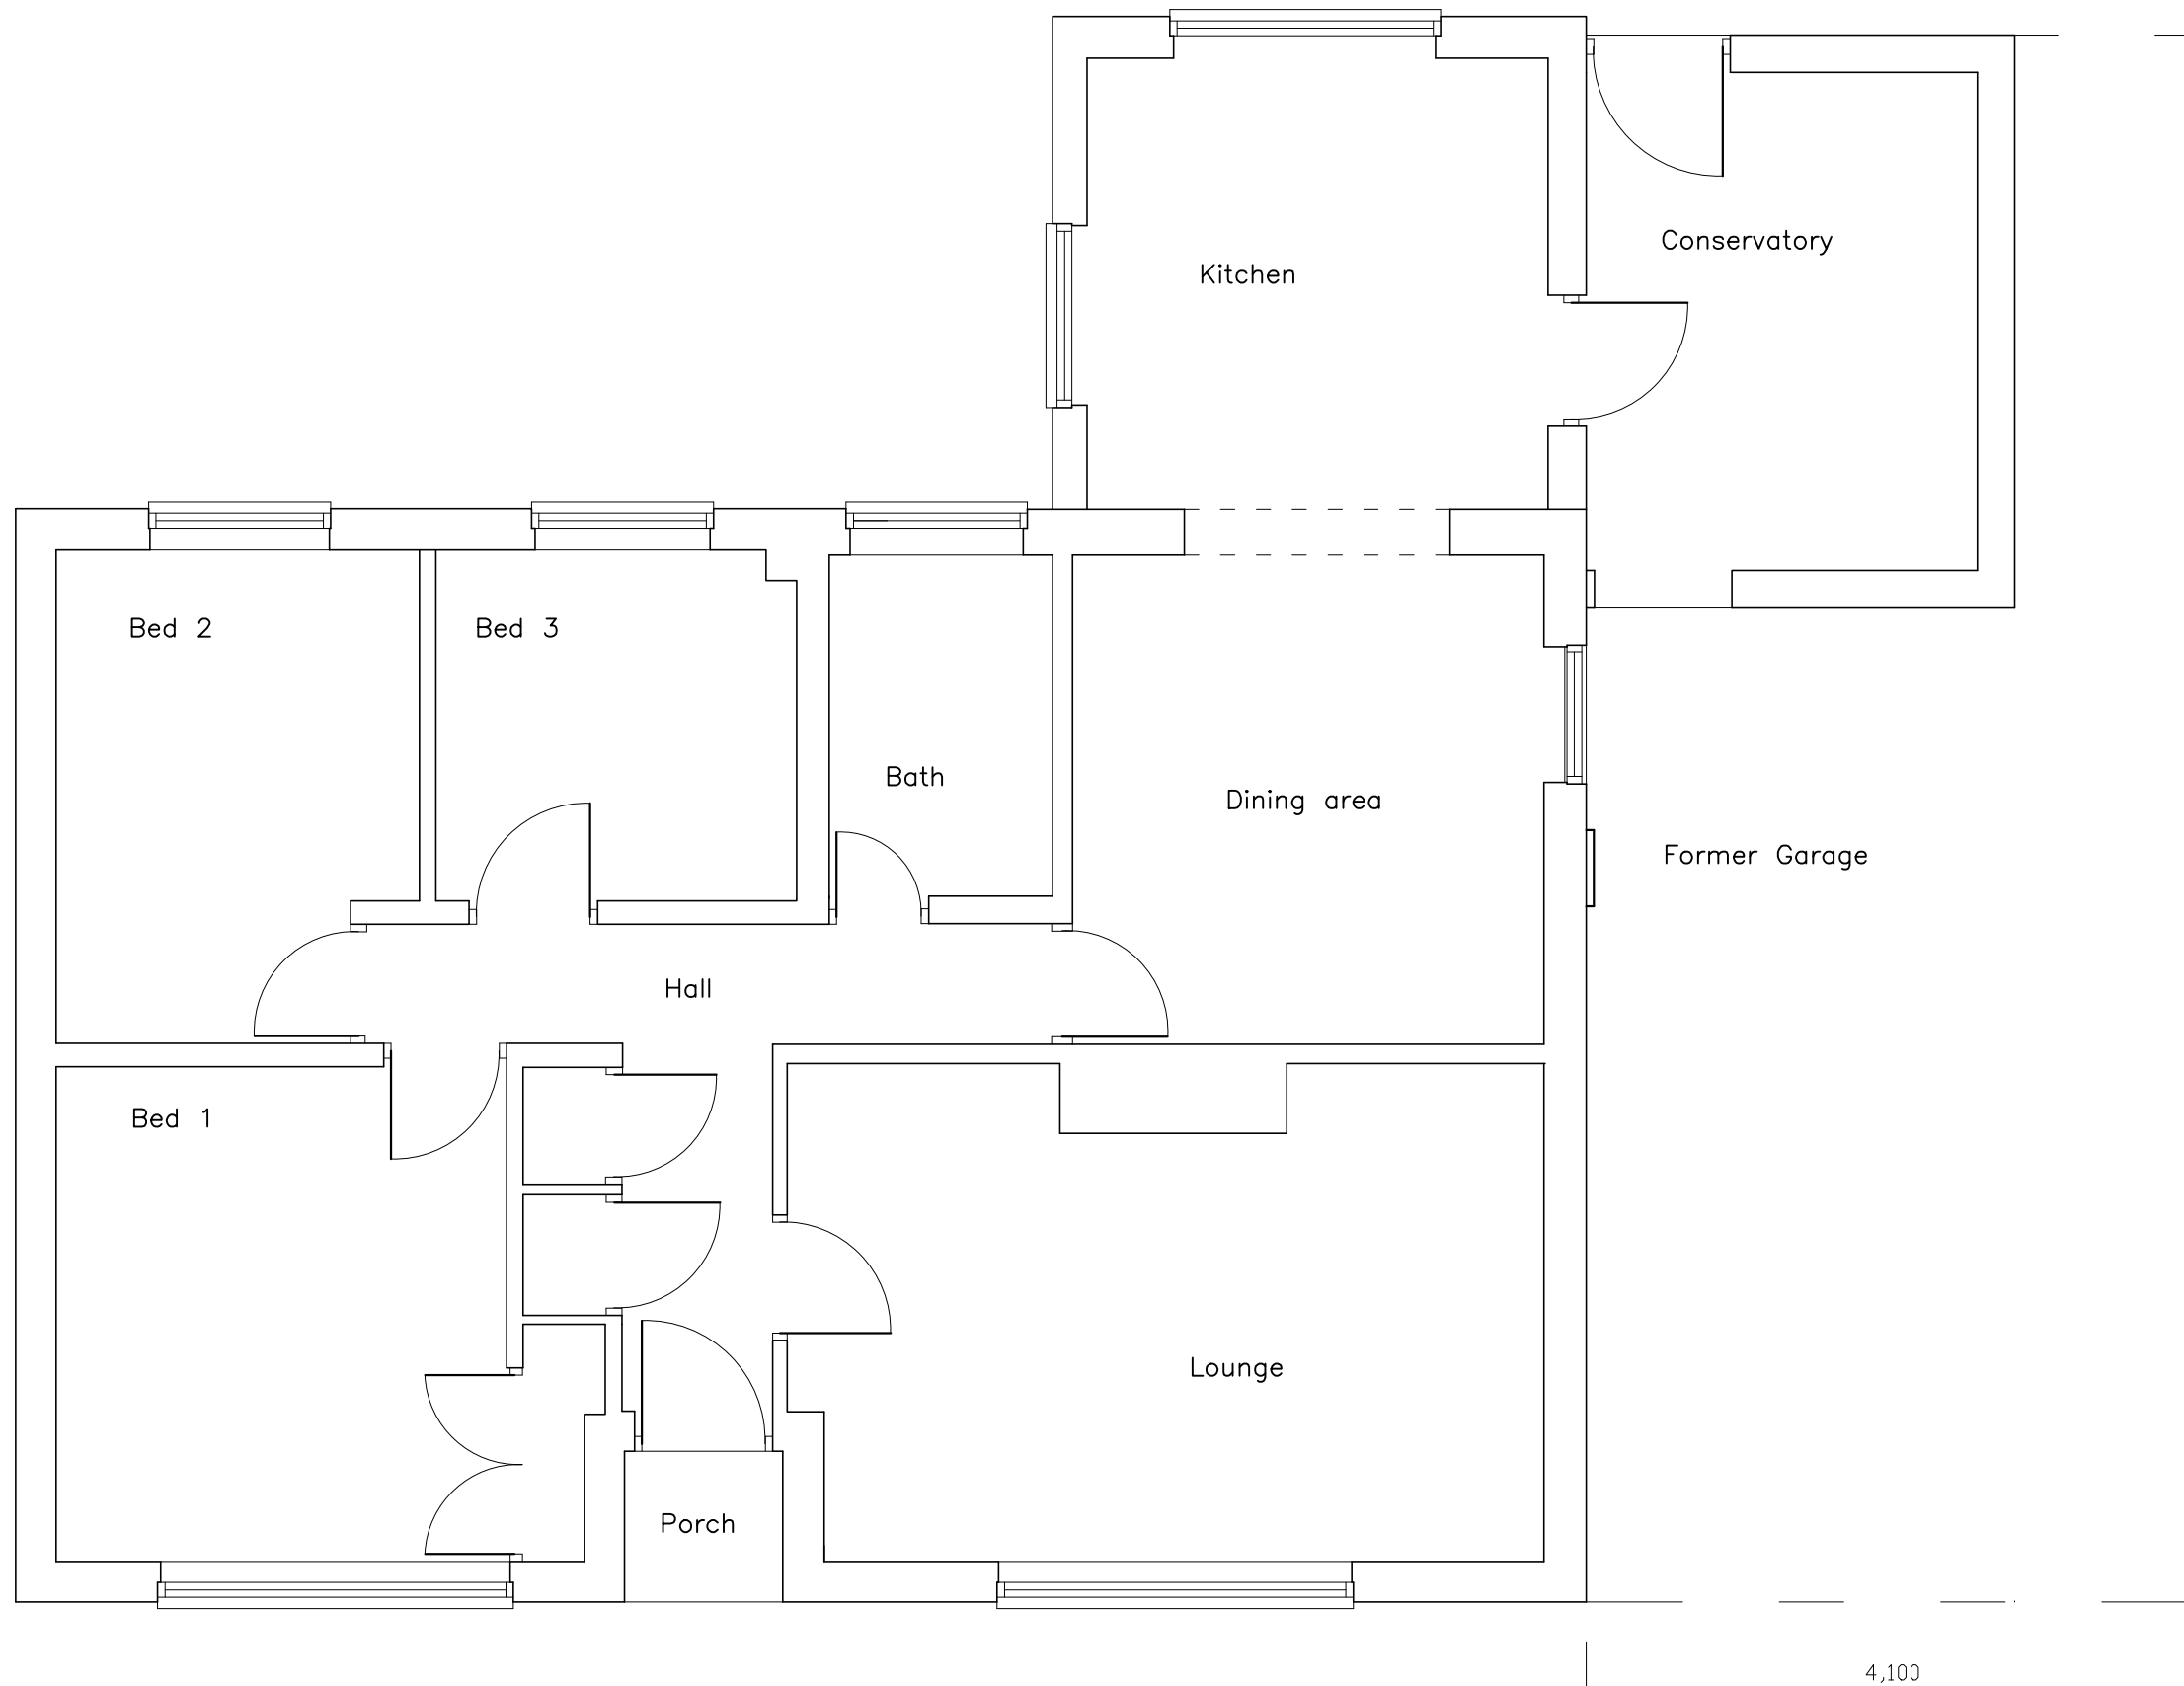 Conservatory
Kitchen
Bed 2
Bed 3
Bath
Dining area
Former Garage
Hall
Bed 1
Lounge
Porch
4,100